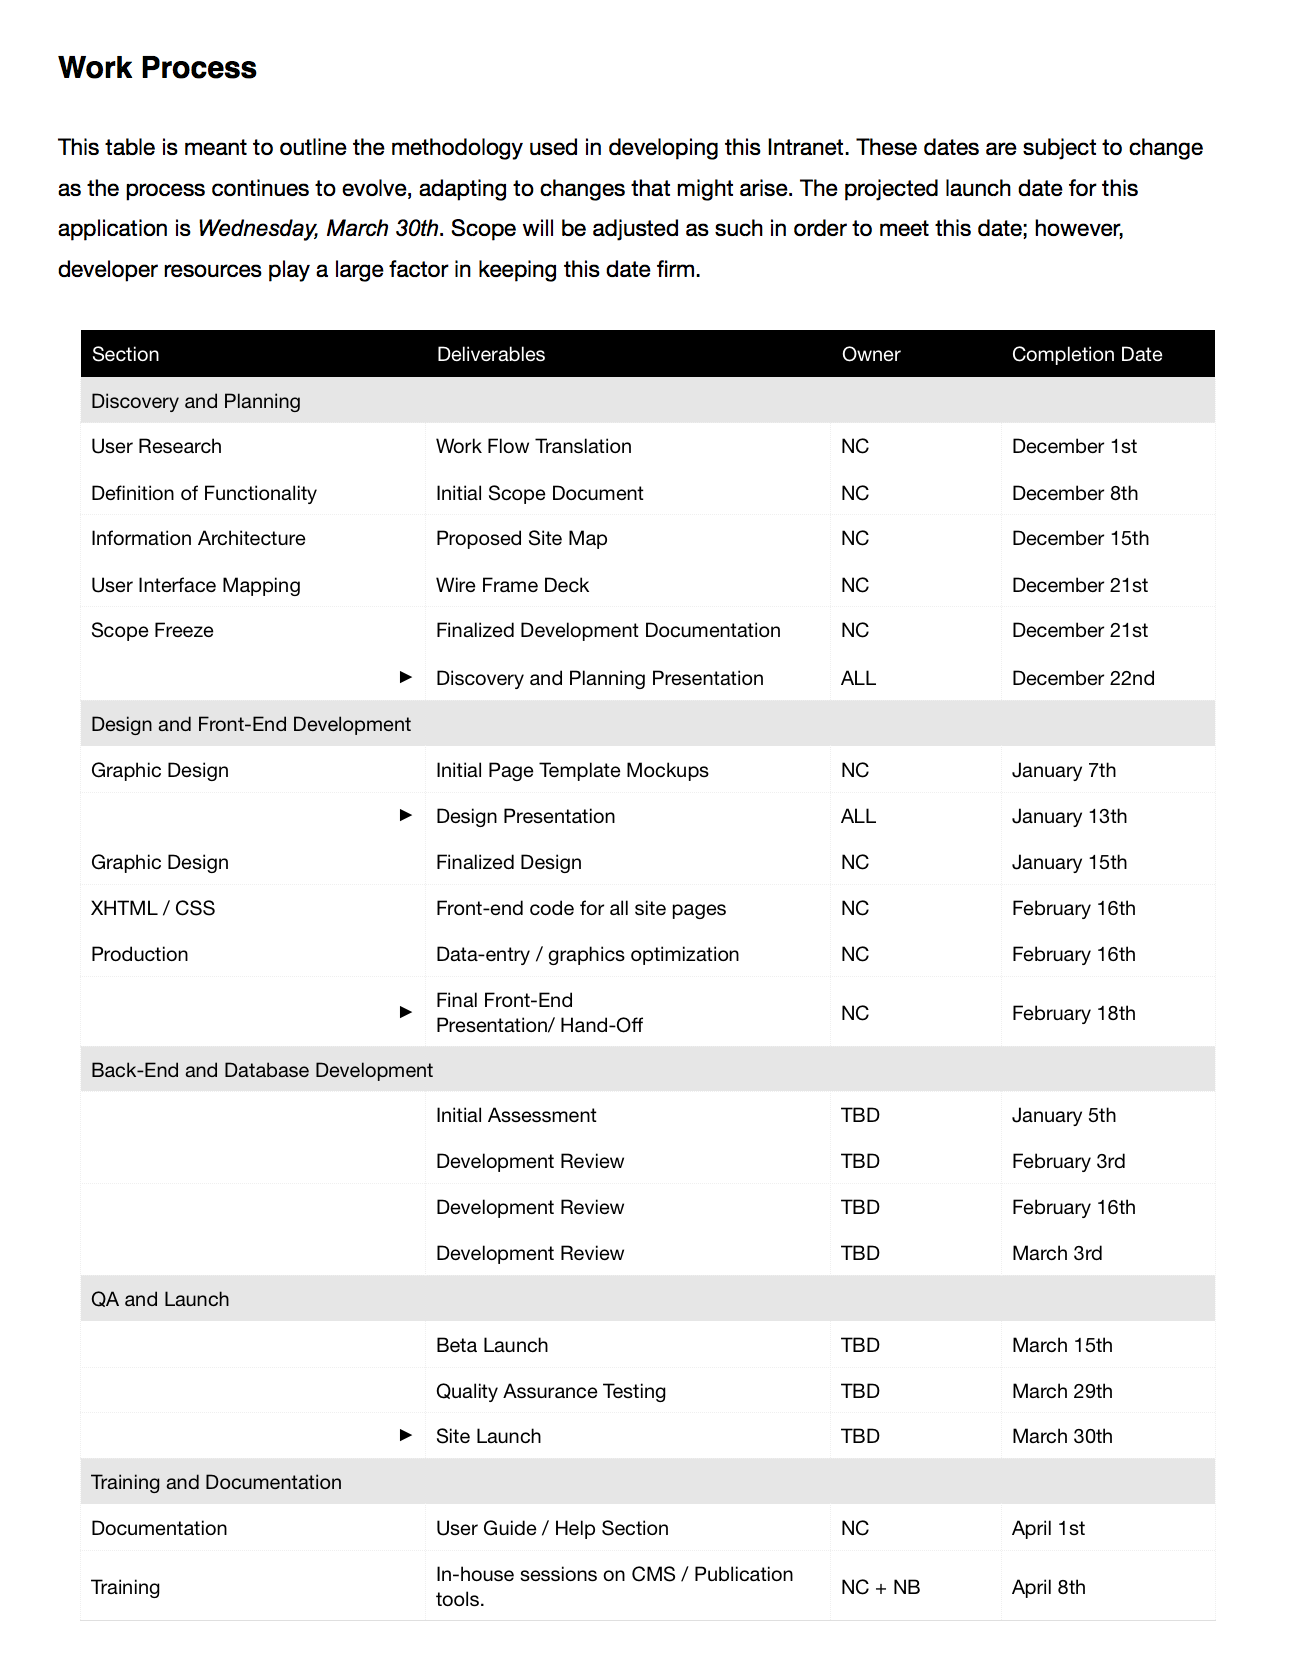 Work Process
This table is meant to outline the methodology used in developing this Intranet. These dates are subject to change
as the process continues to evolve, adapting to changes that might arise. The projected launch date for this
application is Wednesday, March 30th. Scope will be adjusted as such in order to meet this date; however,
developer resources play a large factor in keeping this date firm.
Section Deliverables Owner Completion Date
Discovery and Planning
User Research Work Flow Translation NC December 1st
Definition of Functionality Initial Scope Document NC December 8th
Information Architecture Proposed Site Map NC December 15th
User Interface Mapping Wire Frame Deck NC December 21st
Scope Freeze Finalized Development Documentation NC December 21st
► Discovery and Planning Presentation ALL December 22nd
Design and Front-End Development
Graphic Design Initial Page Template Mockups NC January 7th
► Design Presentation ALL January 13th
Graphic Design Finalized Design NC January 15th
XHTML / CSS Front-end code for all site pages NC February 16th
Production Data-entry / graphics optimization NC February 16th
► Final Front-End
Presentation/ Hand-Off NC February 18th
Back-End and Database Development
Initial Assessment TBD January 5th
Development Review TBD February 3rd
Development Review TBD February 16th
Development Review TBD March 3rd
QA and Launch
Beta Launch TBD March 15th
Quality Assurance Testing TBD March 29th
► Site Launch TBD March 30th
Training and Documentation
Documentation User Guide / Help Section NC April 1st
Training In-house sessions on CMS / Publication
tools. NC + NB April 8th